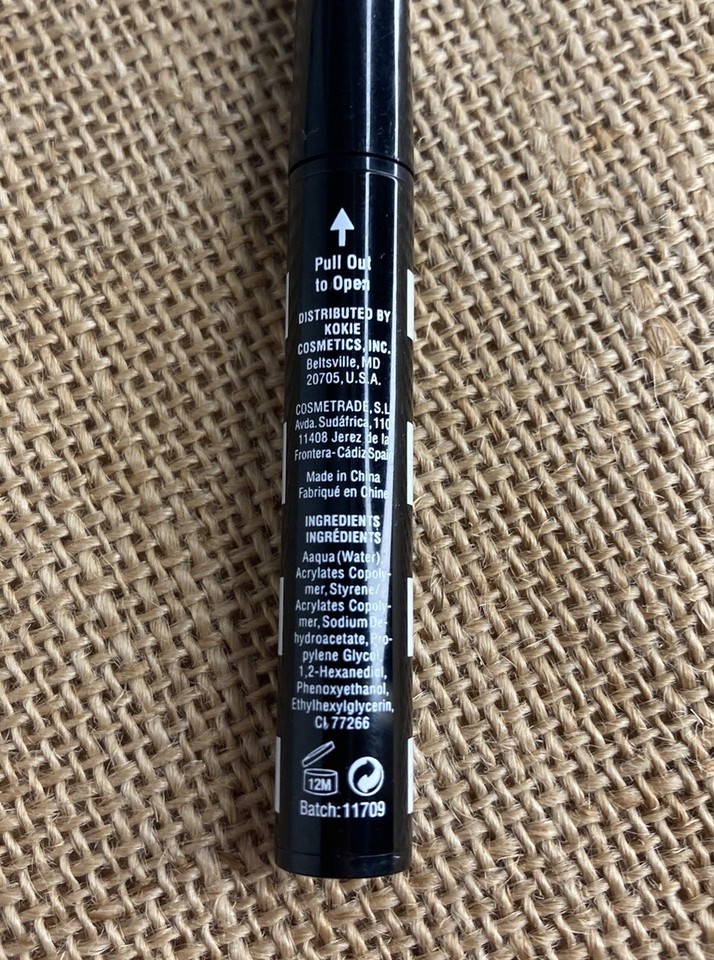 Pull Out
to Open
DISTRIBUTED BY
KOKIE
COSMETICS, INC.
Beltsville, MD
20705, U.S.A.
COSMETRADE, S.L
Avda. Sudáfrica, 110
11408 Jerez de la
Frontera-Cádiz Spain
Made in China
Fabriqué en Chine
INGREDIENTS
INGRÉDIENTS
Aaqua (Water),
Acrylates Copoly-
mer, Styrene/
Acrylates Copoly-
mer, Sodium De-
hydroacetate, Pro-
pylene Glycol,
1,2-Hexanediol,
Phenoxyethanol,
Ethylhexylglycerin,
CI 77266
12M
Batch: 11709